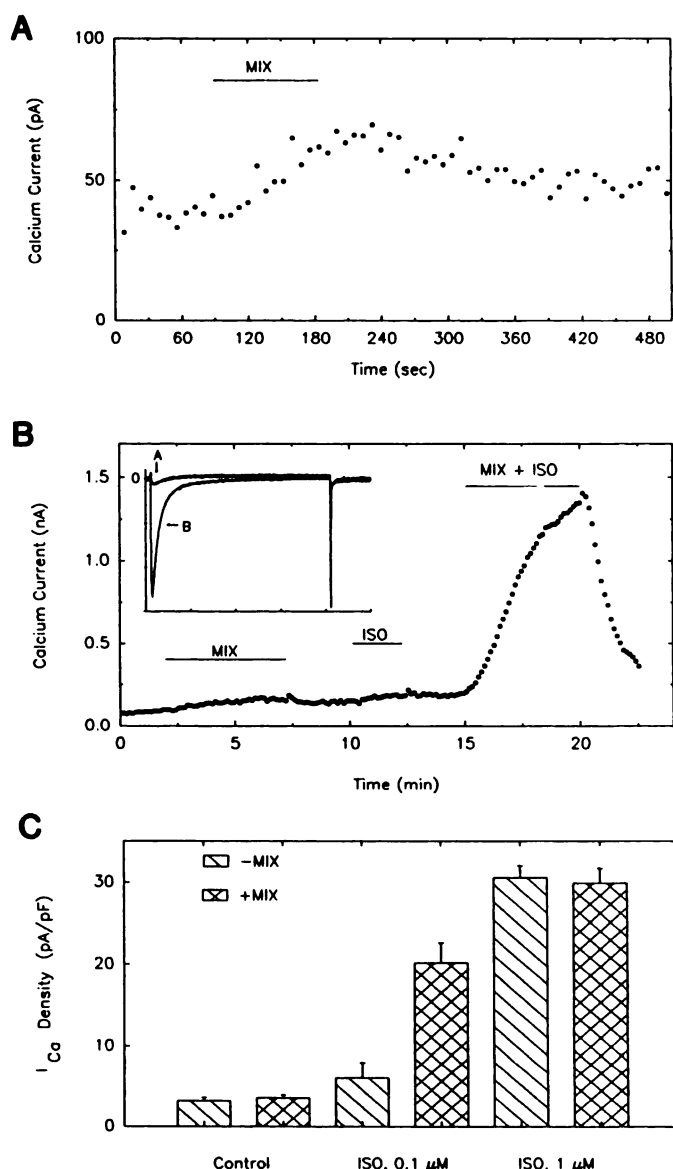 A
100
MIX
Calcium Current (pA)
50
0
0 60 120 180 240 300 360 420 480
Time (sec)
B
A
0
B
1.5
MIX + ISO
Calcium Current (nA)
1.0
0.5
ISO
MIX
0.0
0 5 10 15 20
Time (min)
C
-MIX
+MIX
30
I Ca Density (pA/pF)
20
10
0
Control ISO, 0.1 μM ISO, 1 μM